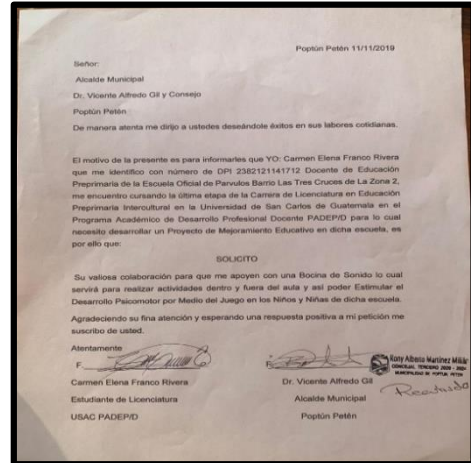 Poptún Petén 11/11/2019
Señor:
Alcalde Municipal
Dr. Vicente Alfredo Gil y Consejo
Poptún Petén
De manera atenta me dirijo a ustedes deseándole éxitos en sus labores cotidianas.
El motivo de la presente es para informarles que YO: Carmen Elena Franco Rivera
que me identifico con número de DPI 2382121141712 Docente de Educación
Preprimaria de la Escuela Oficial de Parvulos Barrio Las Tres Cruces de La Zona 2,
me encuentro cursando la última etapa de la Carrera de Licenciatura en Educación
Preprimaria Intercultural en la Universidad de San Carlos de Guatemala en el
Programa Académico de Desarrollo Profesional Docente PADEP/D para lo cual
necesito desarrollar un Proyecto de Mejoramiento Educativo en dicha escuela, es
por ello que:
SOLICITO
Su valiosa colaboración para que me apoyen con una Bocina de Sonido lo cual
servirá para realizar actividades dentro y fuera del aula y así poder Estimular el
Desarrollo Psicomotor por Medio del Juego en los Niños y Niñas de dicha escuela.
Agradeciendo su fina atención y esperando una respuesta positiva a mi petición me
suscribo de usted.
Atentamente
F.
F.
Rony Alberto Martínez
CONCEJAL TERCERO 2020 - 2024
MUNICIPALIDAD DE POPTÚN, PETÉN
Carmen Elena Franco Rivera
Dr. Vicente Alfredo Gil
Estudiante de Licenciatura
Alcalde Municipal
USAC PADEP/D
Poptún Petén